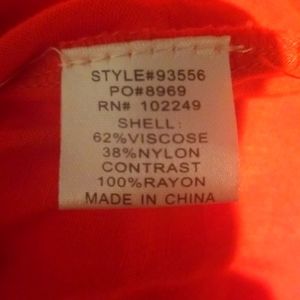 STYLE#93556
PO#8969
RN# 102249
SHELL:
62%VISCOSE
38%NYLON
CONTRAST
100%RAYON
MADE IN CHINA